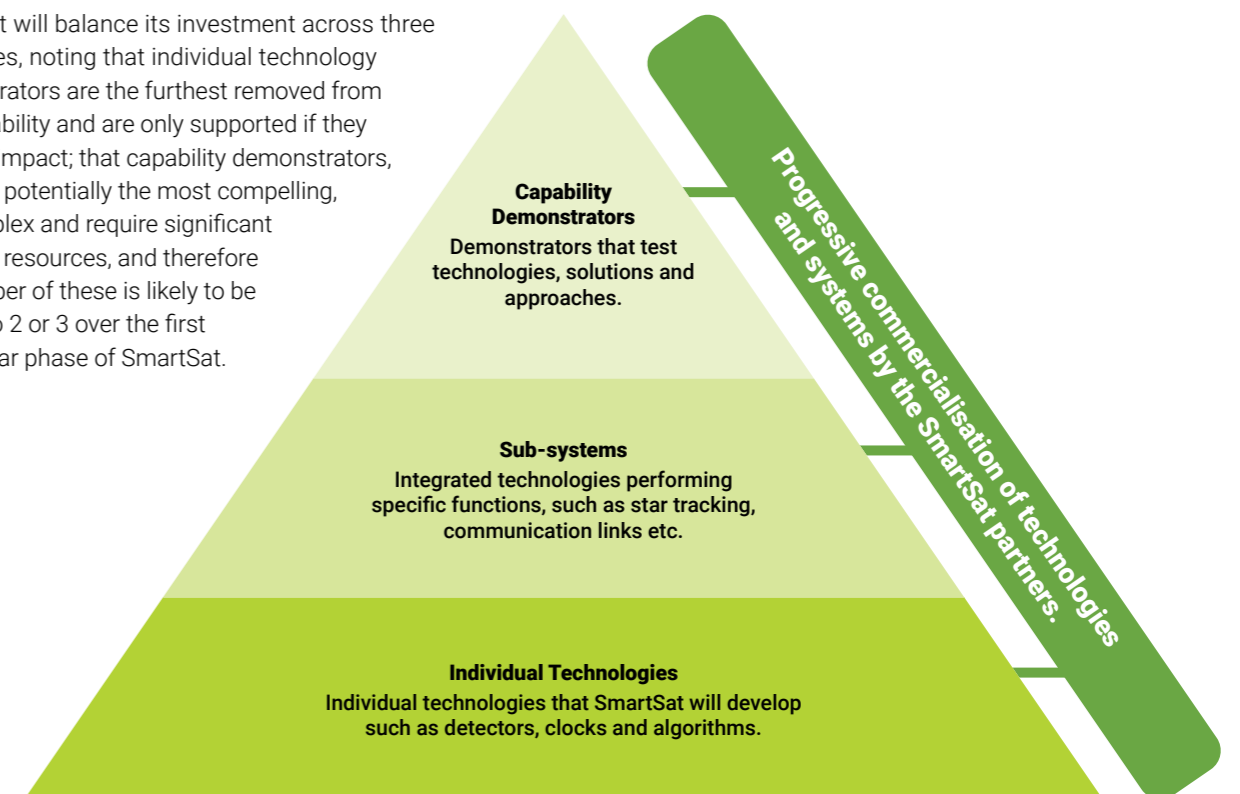 t will balance its investment across three
es, noting that individual technology
rators are the furthest removed from
ability and are only supported if they
impact; that capability demonstrators,
potentially the most compelling,
plex and require significant
resources, and therefore
ber of these is likely to be
o 2 or 3 over the first
ar phase of SmartSat.
Capability
Demonstrators
Demonstrators that test
technologies, solutions and
approaches.
Sub-systems
Integrated technologies performing
specific functions, such as star tracking,
communication links etc.
Individual Technologies
Individual technologies that SmartSat will develop
such as detectors, clocks and algorithms.
Progressive commercialisation of technologies
and systems by the SmartSat partners.